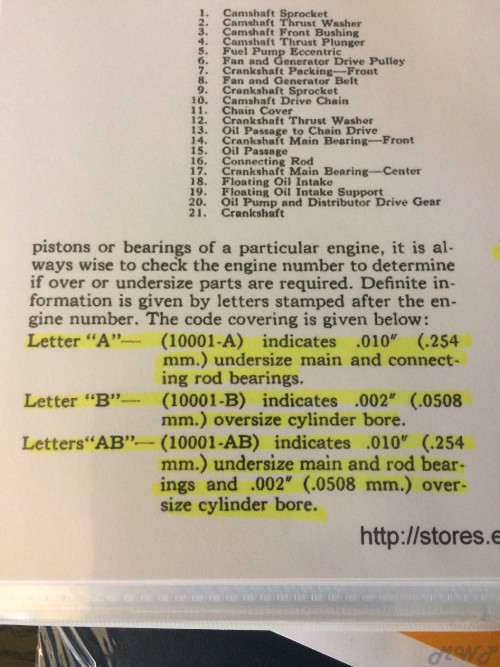 1. Camshaft Sprocket
2. Camshaft Thrust Washer
3. Camshaft Front Bushing
4. Camshaft Thrust Plunger
5. Fuel Pump Eccentric
6. Fan and Generator Drive Pulley
7. Crankshaft Packing—Front
8. Fan and Generator Belt
9. Crankshaft Sprocket
10. Camshaft Drive Chain
11. Chain Cover
12. Crankshaft Thrust Washer
13. Oil Passage to Chain Drive
14. Crankshaft Main Bearing—Front
15. Oil Passage
16. Connecting Rod
17. Crankshaft Main Bearing—Center
18. Floating Oil Intake
19. Floating Oil Intake Support
20. Oil Pump and Distributor Drive Gear
21. Crankshaft
pistons or bearings of a particular engine, it is al-
ways wise to check the engine number to determine
if over or undersize parts are required. Definite in-
formation is given by letters stamped after the en-
gine number. The code covering is given below:
Letter "A"— (10001-A) indicates .010" (.254
mm.) undersize main and connect-
ing rod bearings.
Letter "B"— (10001-B) indicates .002" (.0508
mm.) oversize cylinder bore.
Letters"AB"— (10001-AB) indicates .010" (.254
mm.) undersize main and rod bear-
ings and .002" (.0508 mm.) over-
size cylinder bore.
http://stores.e
MWJ